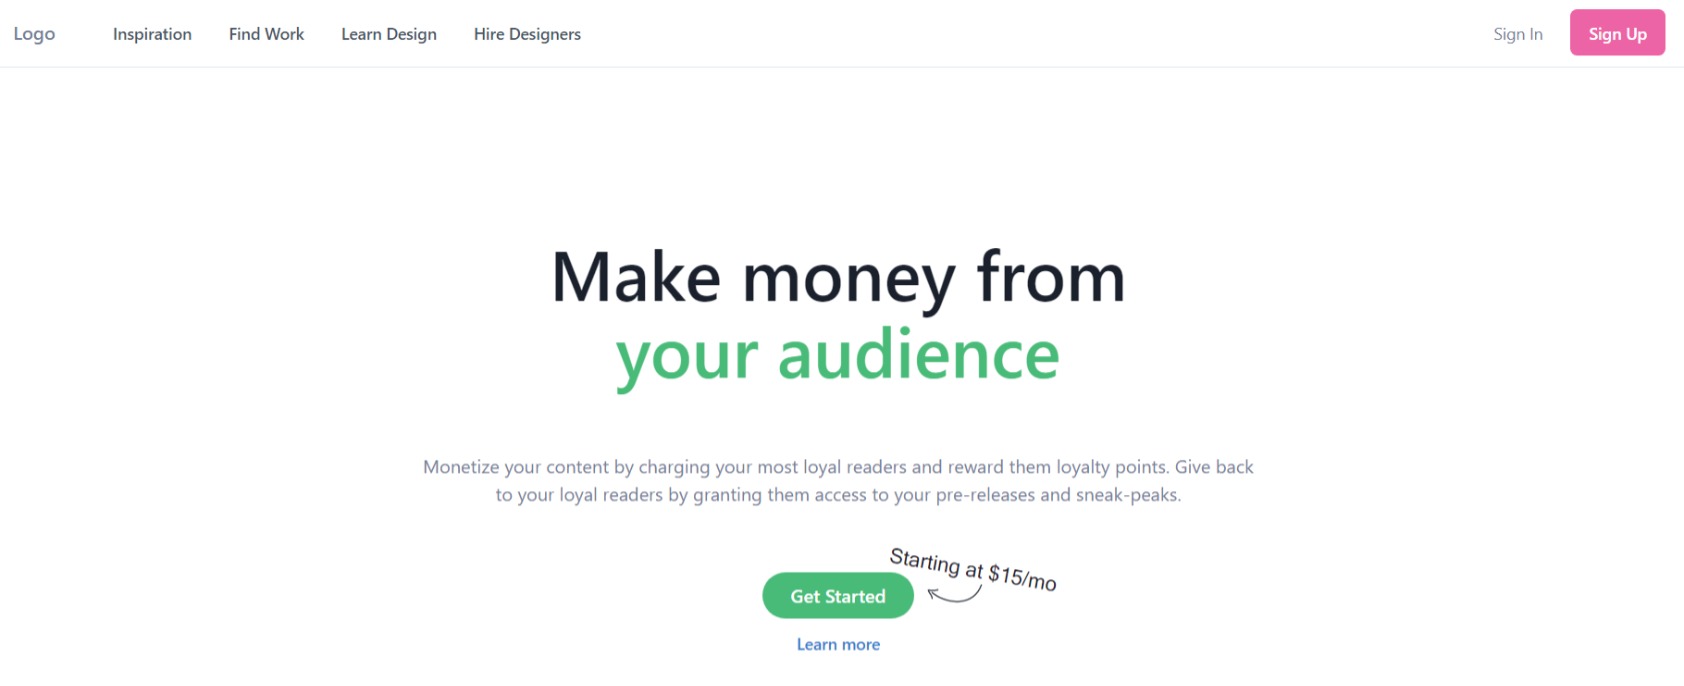 Logo
Inspiration
Find Work
Learn Design
Hire Designers
Sign In
Sign Up
Make money from
your audience
Monetize your content by charging your most loyal readers and reward them loyalty points. Give back
to your loyal readers by granting them access to your pre-releases and sneak-peaks.
Starting at $15/mo
Get Started
Learn more